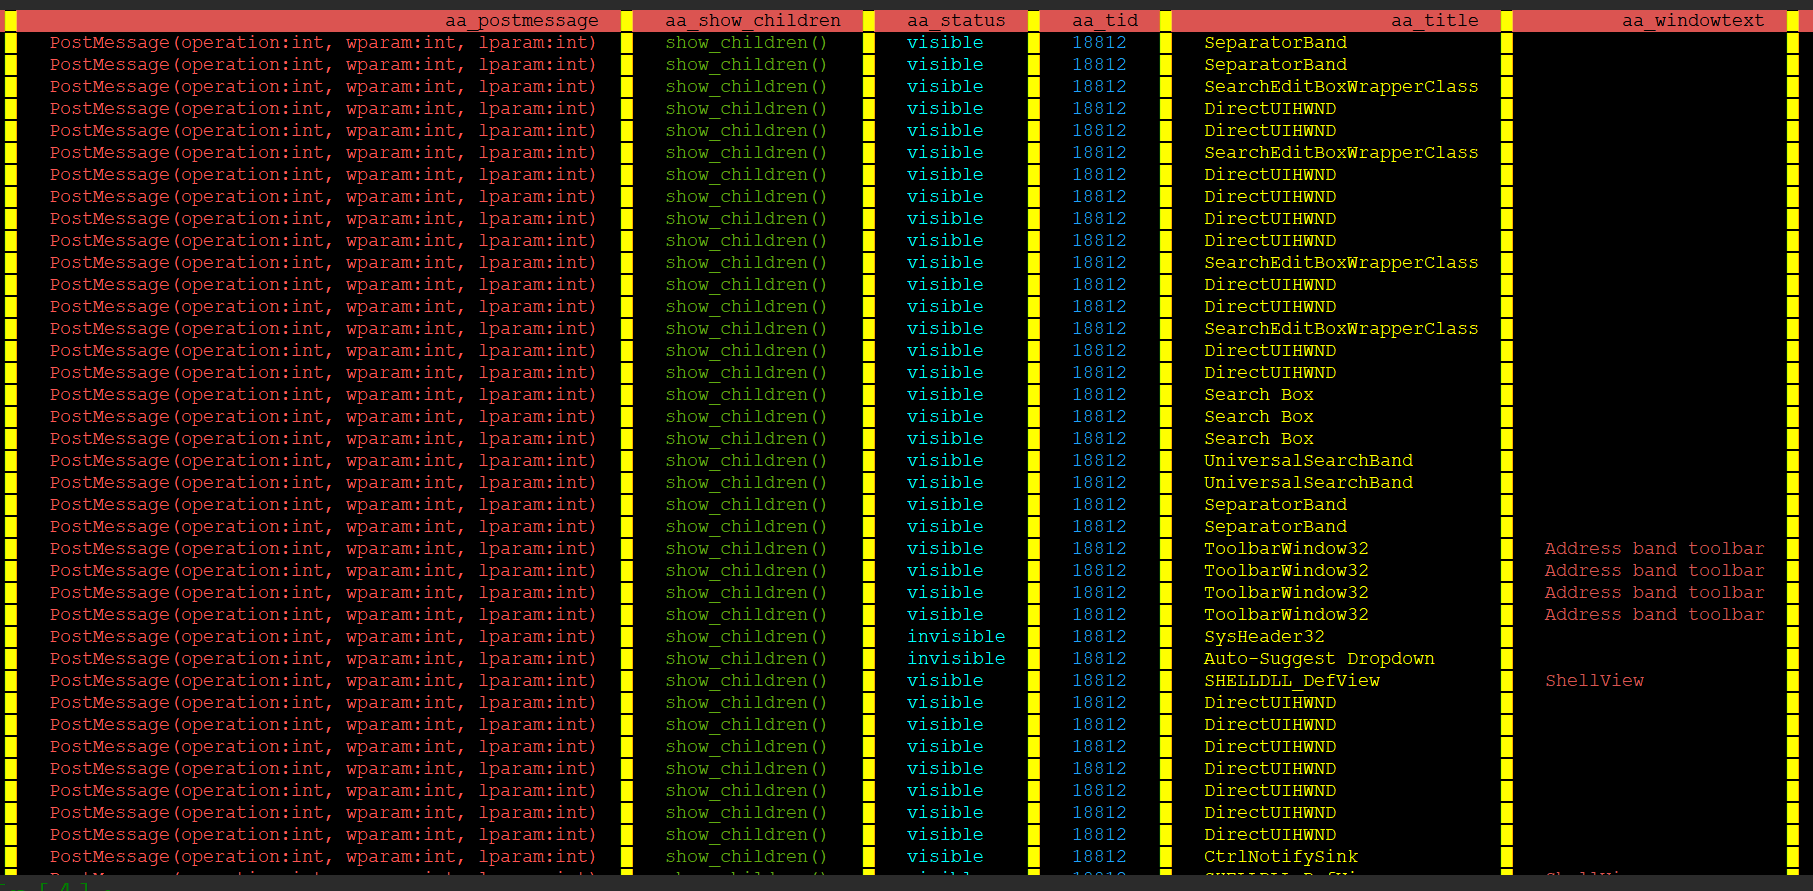 aa_postmessage aa_show_children aa_status aa_tid aa_title aa_windowtext
PostMessage(operation:int, wparam:int, lparam:int) show_children() visible 18812 SeparatorBand
PostMessage(operation:int, wparam:int, lparam:int) show_children() visible 18812 SeparatorBand
PostMessage(operation:int, wparam:int, lparam:int) show_children() visible 18812 SearchEditBoxWrapperClass
PostMessage(operation:int, wparam:int, lparam:int) show_children() visible 18812 DirectUIHWND
PostMessage(operation:int, wparam:int, lparam:int) show_children() visible 18812 DirectUIHWND
PostMessage(operation:int, wparam:int, lparam:int) show_children() visible 18812 SearchEditBoxWrapperClass
PostMessage(operation:int, wparam:int, lparam:int) show_children() visible 18812 DirectUIHWND
PostMessage(operation:int, wparam:int, lparam:int) show_children() visible 18812 DirectUIHWND
PostMessage(operation:int, wparam:int, lparam:int) show_children() visible 18812 DirectUIHWND
PostMessage(operation:int, wparam:int, lparam:int) show_children() visible 18812 DirectUIHWND
PostMessage(operation:int, wparam:int, lparam:int) show_children() visible 18812 SearchEditBoxWrapperClass
PostMessage(operation:int, wparam:int, lparam:int) show_children() visible 18812 DirectUIHWND
PostMessage(operation:int, wparam:int, lparam:int) show_children() visible 18812 DirectUIHWND
PostMessage(operation:int, wparam:int, lparam:int) show_children() visible 18812 SearchEditBoxWrapperClass
PostMessage(operation:int, wparam:int, lparam:int) show_children() visible 18812 DirectUIHWND
PostMessage(operation:int, wparam:int, lparam:int) show_children() visible 18812 DirectUIHWND
PostMessage(operation:int, wparam:int, lparam:int) show_children() visible 18812 Search Box
PostMessage(operation:int, wparam:int, lparam:int) show_children() visible 18812 Search Box
PostMessage(operation:int, wparam:int, lparam:int) show_children() visible 18812 Search Box
PostMessage(operation:int, wparam:int, lparam:int) show_children() visible 18812 UniversalSearchBand
PostMessage(operation:int, wparam:int, lparam:int) show_children() visible 18812 UniversalSearchBand
PostMessage(operation:int, wparam:int, lparam:int) show_children() visible 18812 SeparatorBand
PostMessage(operation:int, wparam:int, lparam:int) show_children() visible 18812 SeparatorBand
PostMessage(operation:int, wparam:int, lparam:int) show_children() visible 18812 ToolbarWindow32 Address band toolbar
PostMessage(operation:int, wparam:int, lparam:int) show_children() visible 18812 ToolbarWindow32 Address band toolbar
PostMessage(operation:int, wparam:int, lparam:int) show_children() visible 18812 ToolbarWindow32 Address band toolbar
PostMessage(operation:int, wparam:int, lparam:int) show_children() visible 18812 ToolbarWindow32 Address band toolbar
PostMessage(operation:int, wparam:int, lparam:int) show_children() invisible 18812 SysHeader32
PostMessage(operation:int, wparam:int, lparam:int) show_children() invisible 18812 Auto-Suggest Dropdown
PostMessage(operation:int, wparam:int, lparam:int) show_children() visible 18812 SHELLDLL_DefView ShellView
PostMessage(operation:int, wparam:int, lparam:int) show_children() visible 18812 DirectUIHWND
PostMessage(operation:int, wparam:int, lparam:int) show_children() visible 18812 DirectUIHWND
PostMessage(operation:int, wparam:int, lparam:int) show_children() visible 18812 DirectUIHWND
PostMessage(operation:int, wparam:int, lparam:int) show_children() visible 18812 DirectUIHWND
PostMessage(operation:int, wparam:int, lparam:int) show_children() visible 18812 DirectUIHWND
PostMessage(operation:int, wparam:int, lparam:int) show_children() visible 18812 DirectUIHWND
PostMessage(operation:int, wparam:int, lparam:int) show_children() visible 18812 DirectUIHWND
PostMessage(operation:int, wparam:int, lparam:int) show_children() visible 18812 CtrlNotifySink